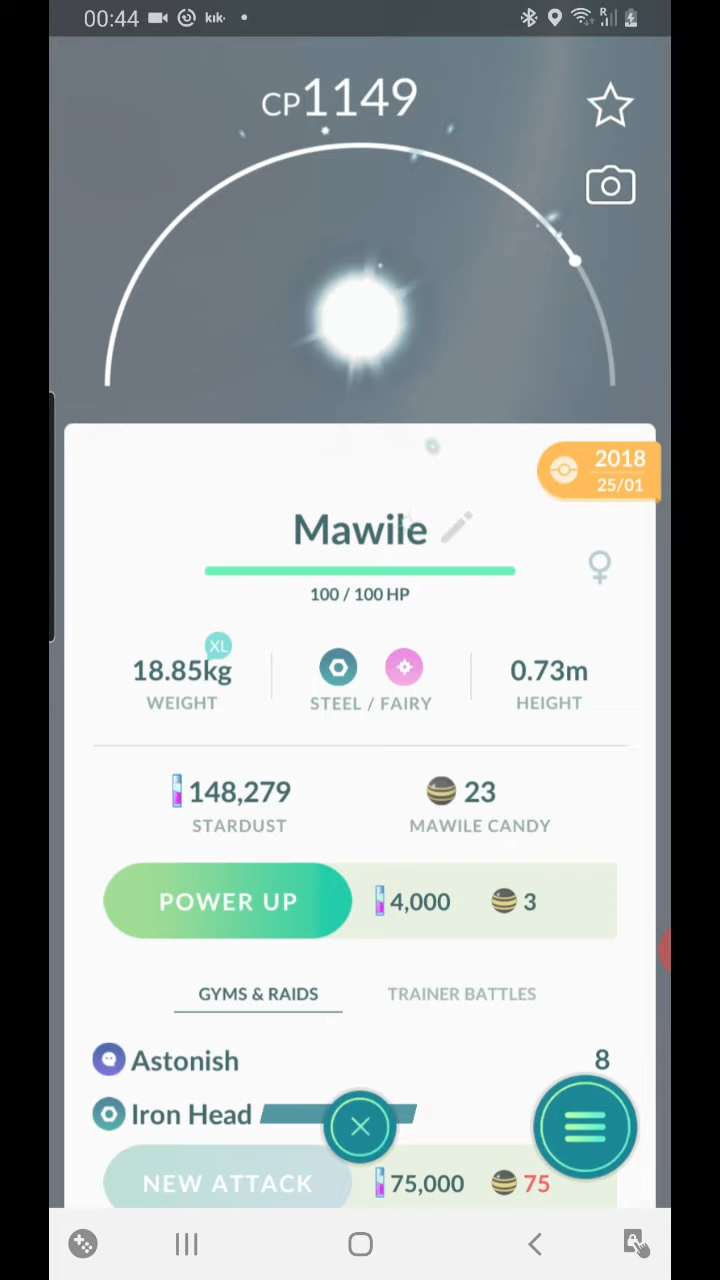 00:44 kik
R
CP1149
2018
25/01
Mawile
100 / 100 HP
XL
18.85kg
WEIGHT
STEEL / FAIRY
0.73m
HEIGHT
148,279
STARDUST
23
MAWILE CANDY
POWER UP 4,000 3
GYMS & RAIDS TRAINER BATTLES
Astonish 8
Iron Head
NEW ATTACK 75,000 75